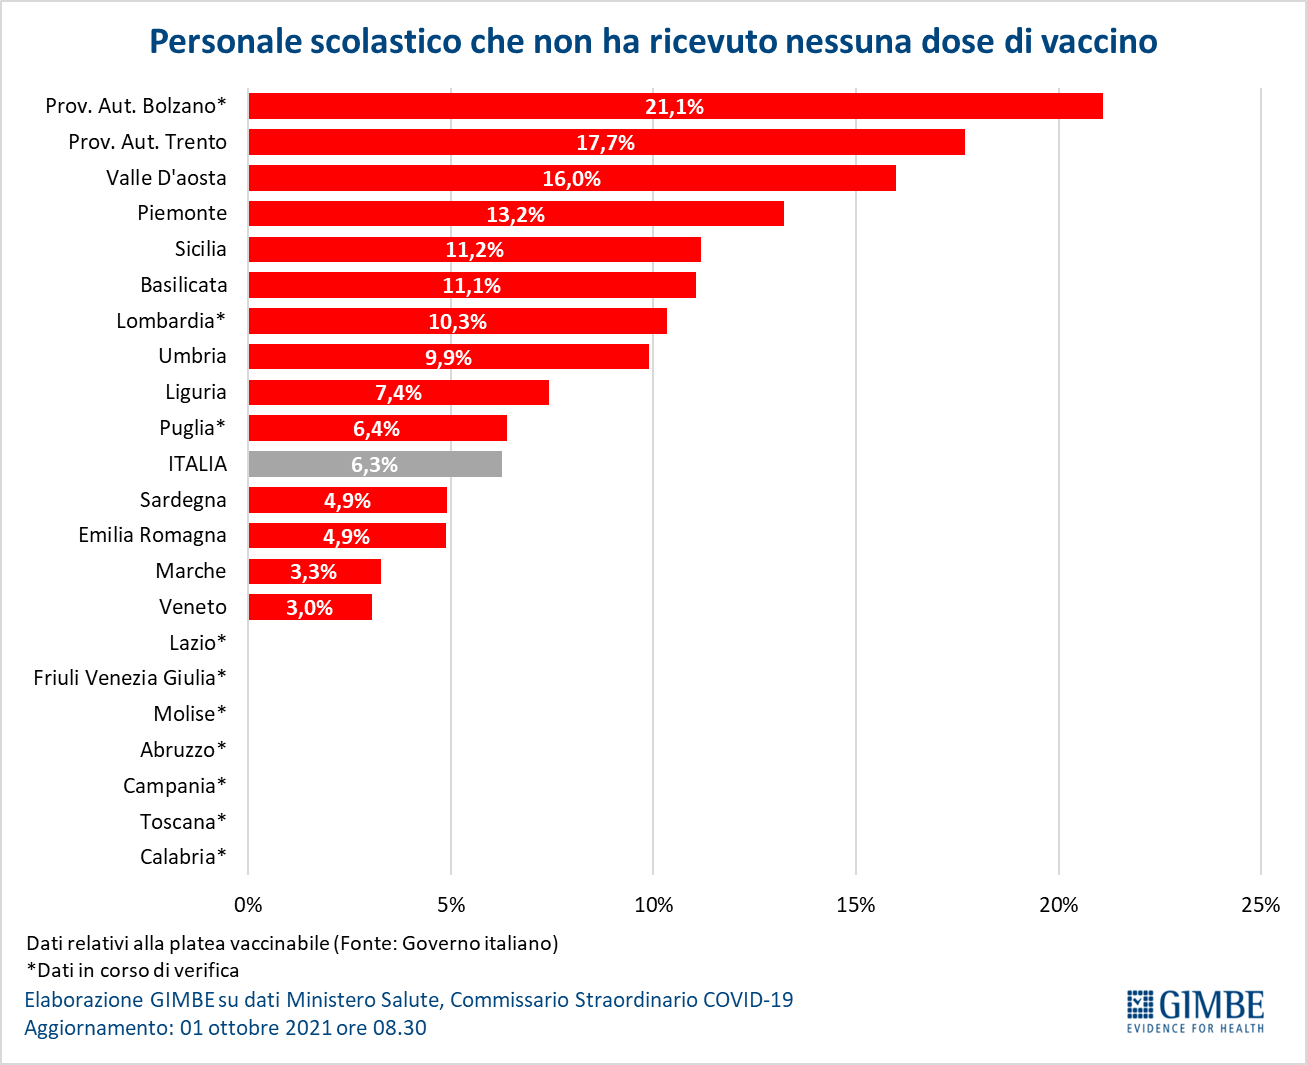 Personale scolastico che non ha ricevuto nessuna dose di vaccino
Prov. Aut. Bolzano* 21,1%
Prov. Aut. Trento 17,7%
Valle D'aosta 16,0%
Piemonte 13,2%
Sicilia 11,2%
Basilicata 11,1%
Lombardia* 10,3%
Umbria 9,9%
Liguria 7,4%
Puglia* 6,4%
ITALIA 6,3%
Sardegna 4,9%
Emilia Romagna 4,9%
Marche 3,3%
Veneto 3,0%
Lazio*
Friuli Venezia Giulia*
Molise*
Abruzzo*
Campania*
Toscana*
Calabria*
0% 5% 10% 15% 20% 25%
Dati relativi alla platea vaccinabile (Fonte: Governo italiano)
*Dati in corso di verifica
Elaborazione GIMBE su dati Ministero Salute, Commissario Straordinario COVID-19
Aggiornamento: 01 ottobre 2021 ore 08.30
GIMBE
EVIDENCE FOR HEALTH